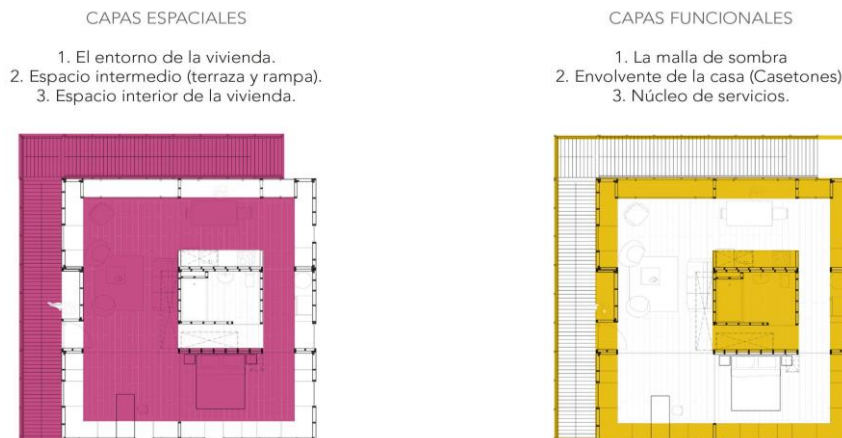 CAPAS ESPACIALES
1. El entorno de la vivienda.
2. Espacio intermedio (terraza y rampa).
3. Espacio interior de la vivienda.
CAPAS FUNCIONALES
1. La malla de sombra
2. Envolvente de la casa (Casetones)
3. Núcleo de servicios.